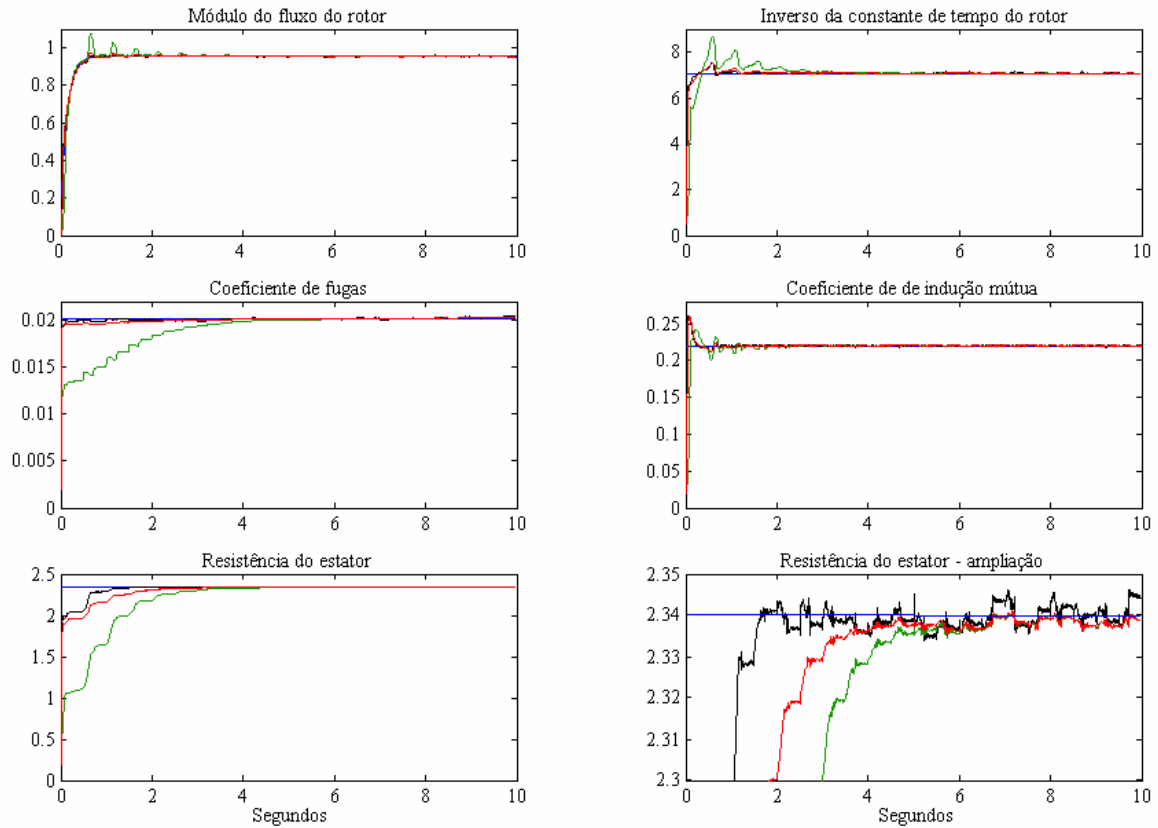 Módulo do fluxo do rotor
1
0.8
0.6
0.4
0.2
0
0 2 4 6 8 10
Inverso da constante de tempo do rotor
8
6
4
2
0
0 2 4 6 8 10
Coeficiente de fugas
0.02
0.015
0.01
0.005
0
0 2 4 6 8 10
Coeficiente de de indução mútua
0.25
0.2
0.15
0.1
0.05
0
0 2 4 6 8 10
Resistência do estator
2.5
2
1.5
1
0.5
0
0 2 4 6 8 10
Segundos
Resistência do estator - ampliação
2.35
2.34
2.33
2.32
2.31
2.3
0 2 4 6 8 10
Segundos